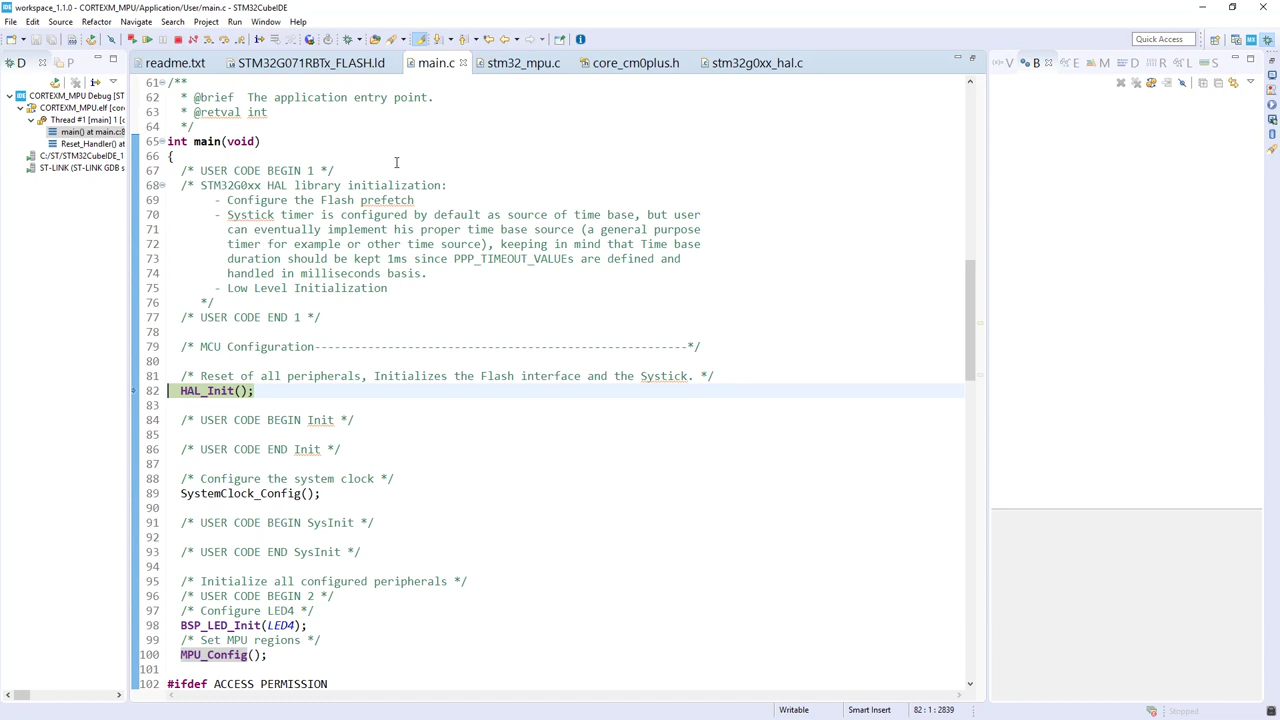 workspace_1.1.0 - CORTEXM_MPU/Application/User/main.c - STM32CubeIDE
File Edit Source Refactor Navigate Search Project Run Window Help
Quick Access
D P
readme.txt STM32G071RBTx_FLASH.ld main.c stm32_mpu.c core_cm0plus.h stm32g0xx_hal.c
V B E M D R L S
CORTEXM_MPU Debug [ST
CORTEXM_MPU.elf [cor
Thread #1 [main] 1 [
main() at main.c:8
Reset_Handler() at
C:/ST/STM32CubeIDE_1
ST-LINK (ST-LINK GDB s
61 /**
62 * @brief The application entry point.
63 * @retval int
64 */
65 int main(void)
66 {
67 /* USER CODE BEGIN 1 */
68 /* STM32G0xx HAL library initialization:
69 - Configure the Flash prefetch
70 - Systick timer is configured by default as source of time base, but user
71 can eventually implement his proper time base source (a general purpose
72 timer for example or other time source), keeping in mind that Time base
73 duration should be kept 1ms since PPP_TIMEOUT_VALUEs are defined and
74 handled in milliseconds basis.
75 - Low Level Initialization
76 */
77 /* USER CODE END 1 */
78
79 /* MCU Configuration--------------------------------------------------------*/
80
81 /* Reset of all peripherals, Initializes the Flash interface and the Systick. */
82 HAL_Init();
83
84 /* USER CODE BEGIN Init */
85
86 /* USER CODE END Init */
87
88 /* Configure the system clock */
89 SystemClock_Config();
90
91 /* USER CODE BEGIN SysInit */
92
93 /* USER CODE END SysInit */
94
95 /* Initialize all configured peripherals */
96 /* USER CODE BEGIN 2 */
97 /* Configure LED4 */
98 BSP_LED_Init(LED4);
99 /* Set MPU regions */
100 MPU_Config();
101
102 #ifdef ACCESS_PERMISSION
Writable Smart Insert 82 : 1 : 2839 Stopped